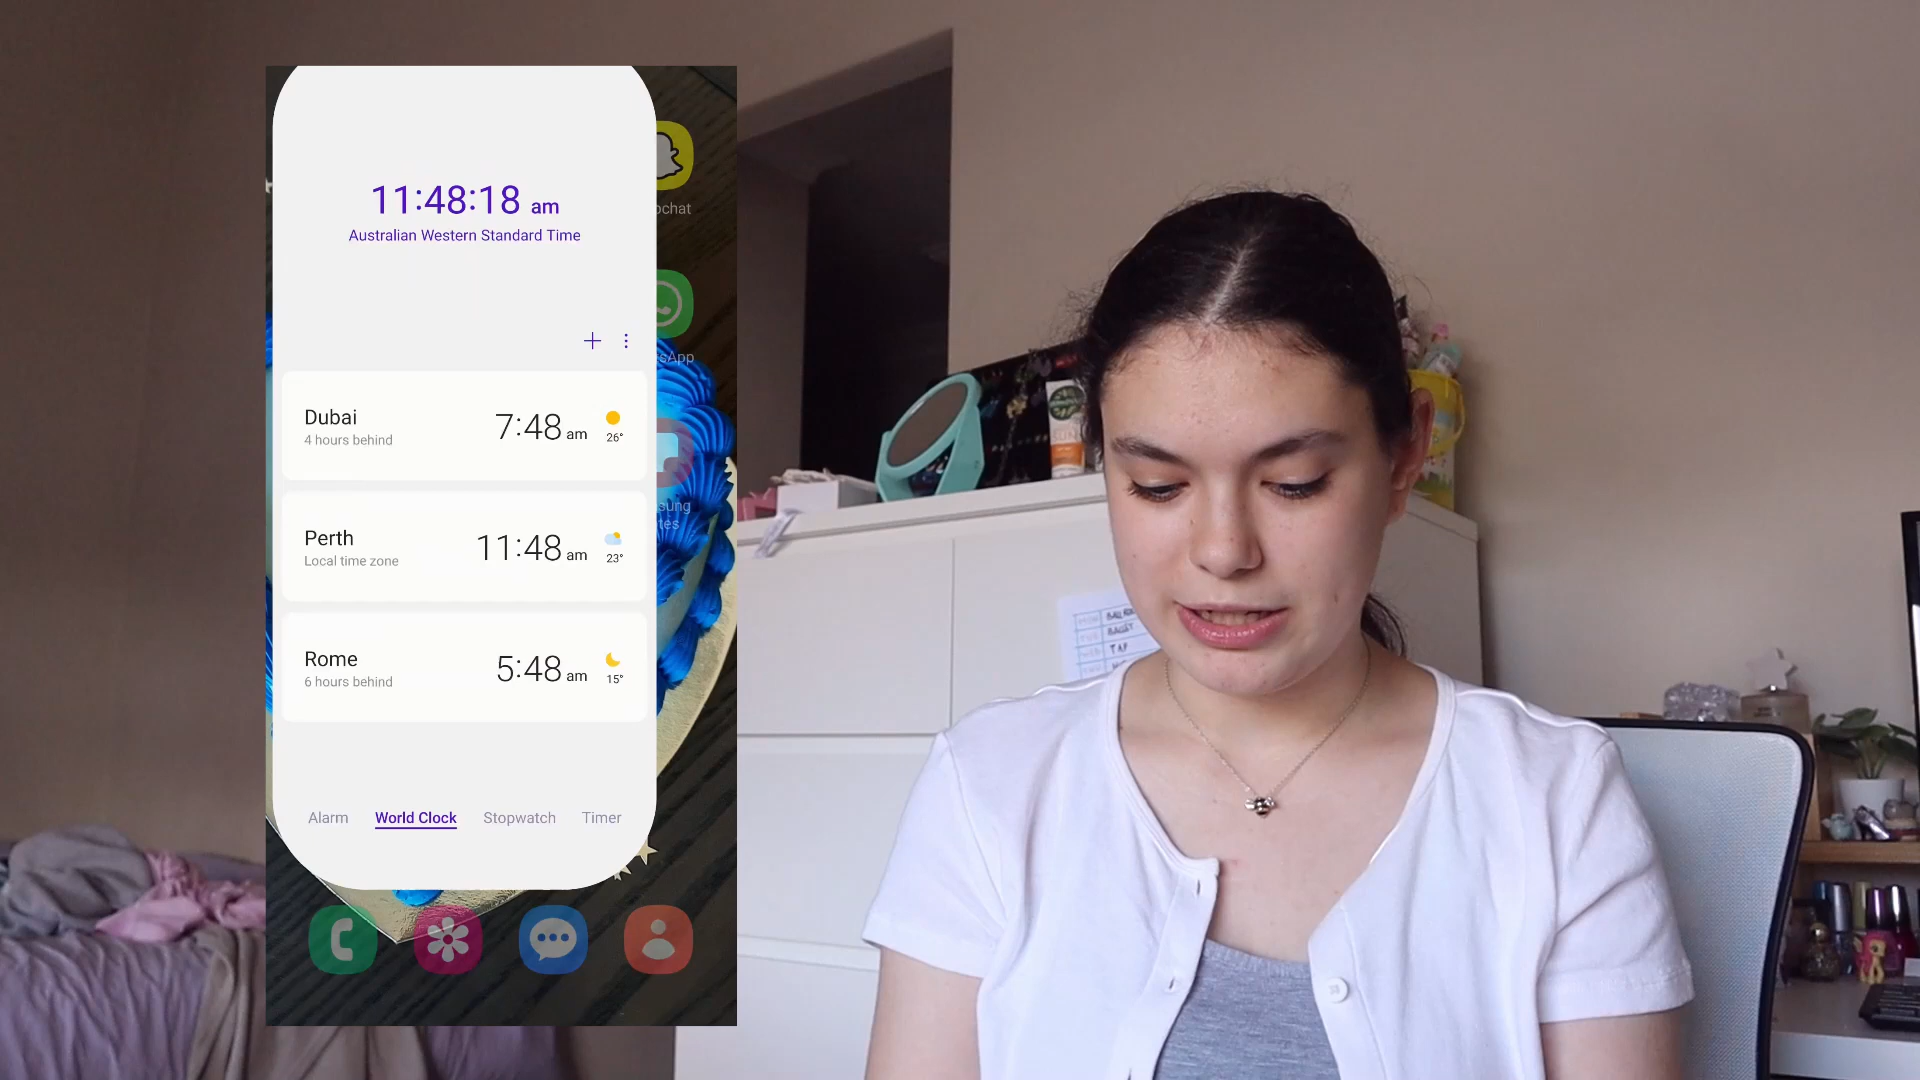 11:48:18 am
Australian Western Standard Time
Dubai
7:48 am
4 hours behind
26°
Perth
11:48 am
Local time zone
23°
Rome
5:48 am
6 hours behind
15°
Alarm World Clock Stopwatch Timer
TAP